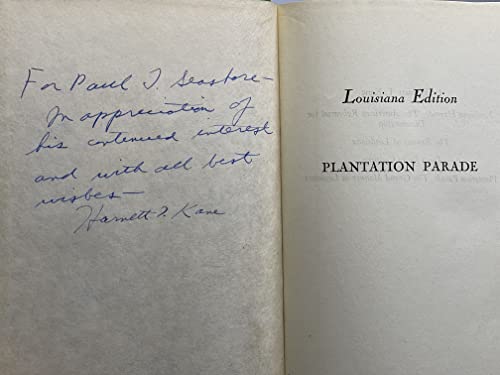 For Paul T. Seashore—
In appreciation of
his continued interest
and with all best
wishes—
Harnett T. Kane
Louisiana Edition
PLANTATION PARADE